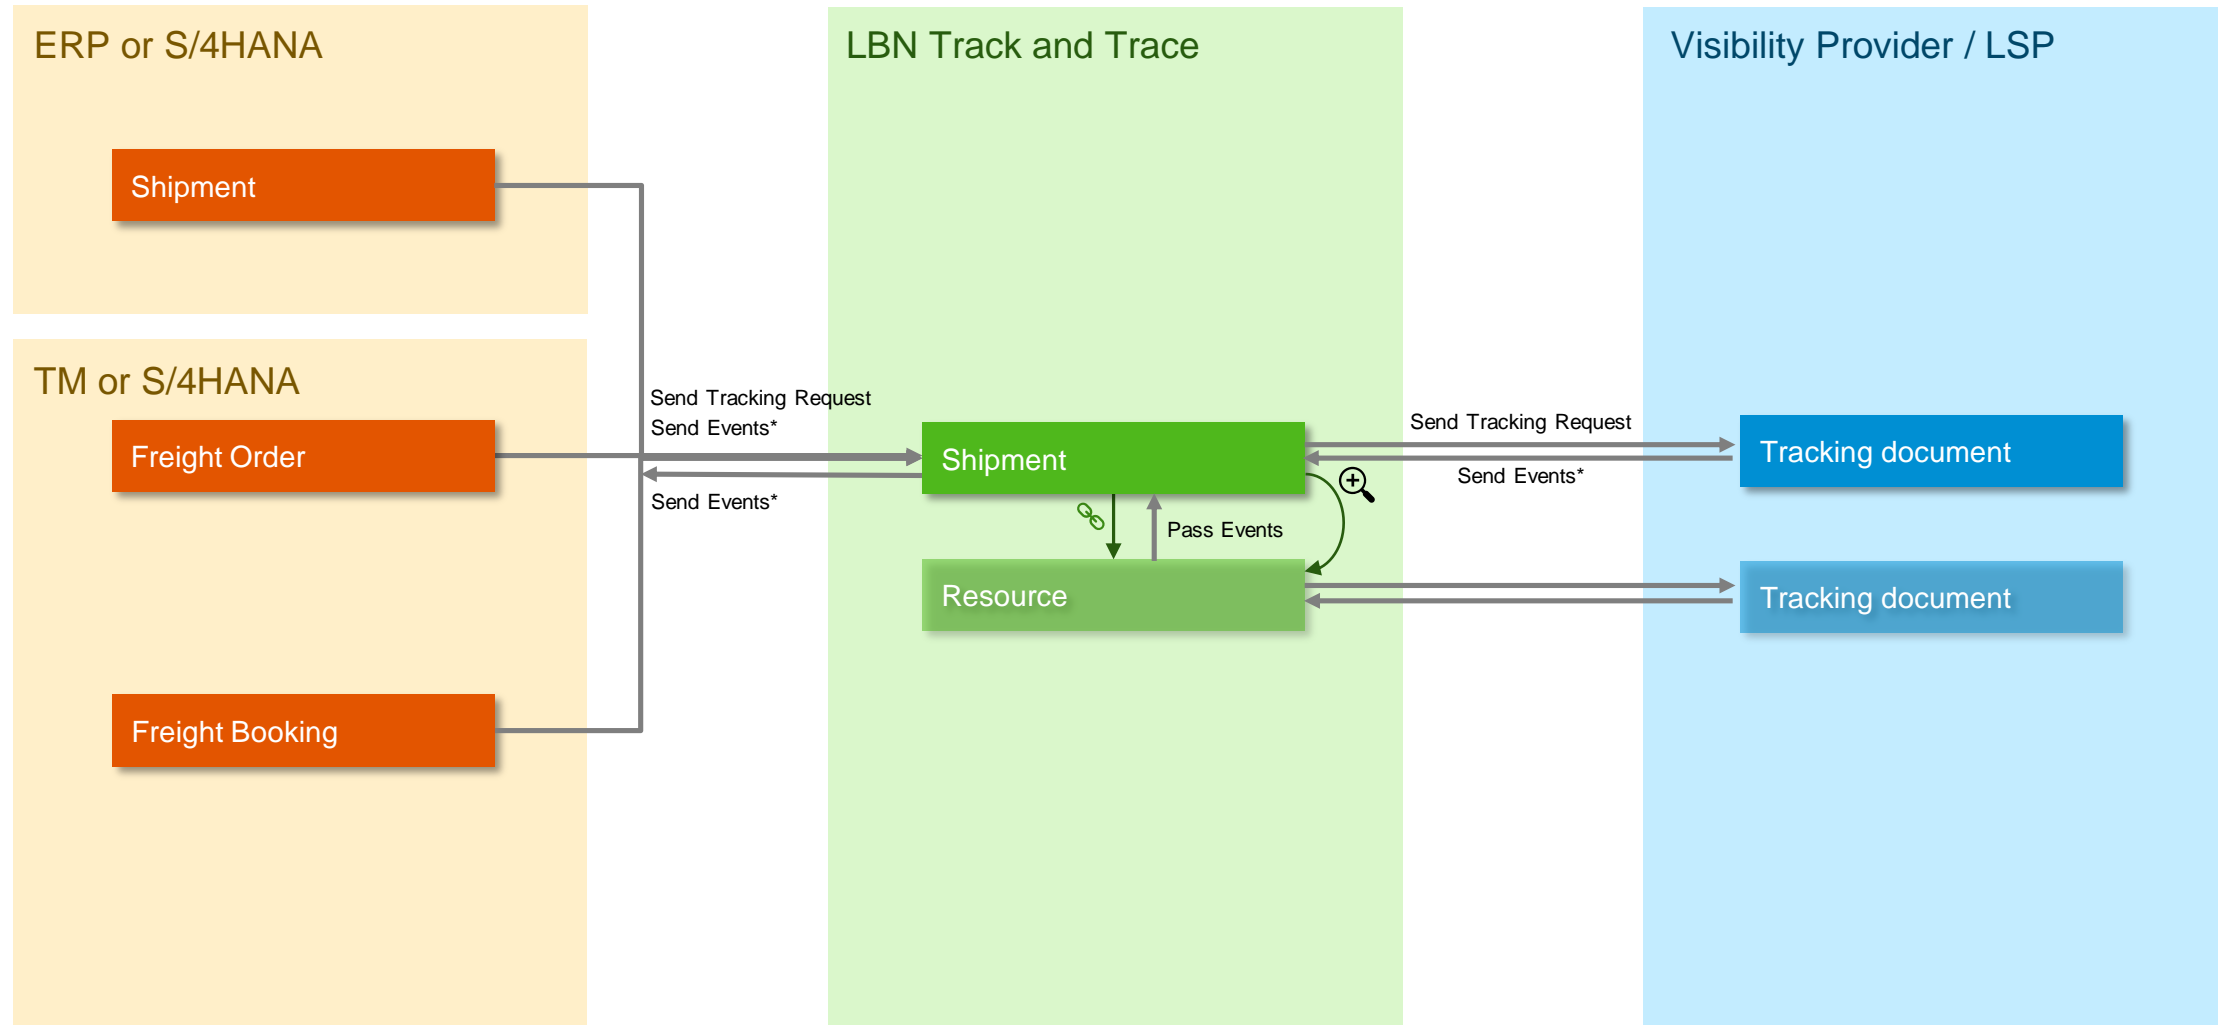 ERP or S/4HANA
Shipment
TM or S/4HANA
Freight Order
Freight Booking
Send Tracking Request
Send Events*
Send Events*
LBN Track and Trace
Shipment
Pass Events
Resource
Send Tracking Request
Send Events*
Visibility Provider / LSP
Tracking document
Tracking document